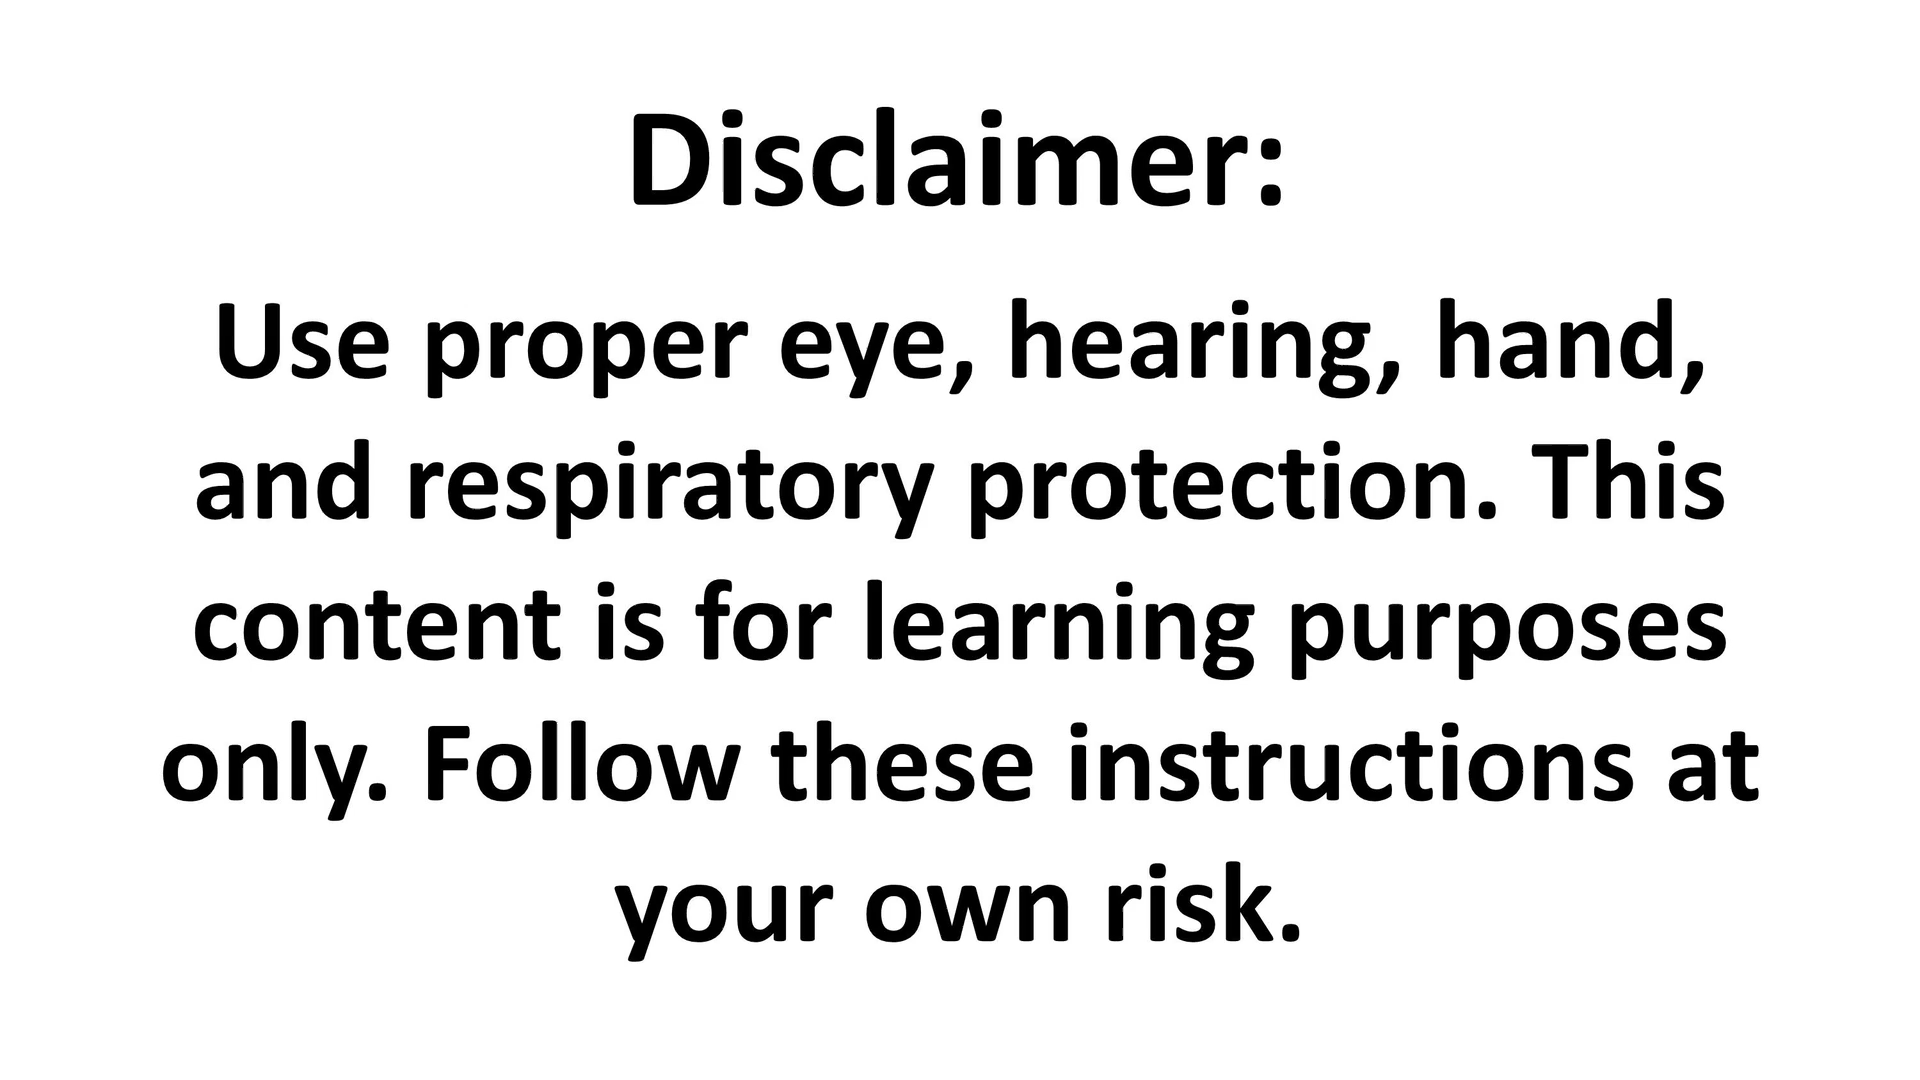 Disclaimer:
Use proper eye, hearing, hand,
and respiratory protection. This
content is for learning purposes
only. Follow these instructions at
your own risk.